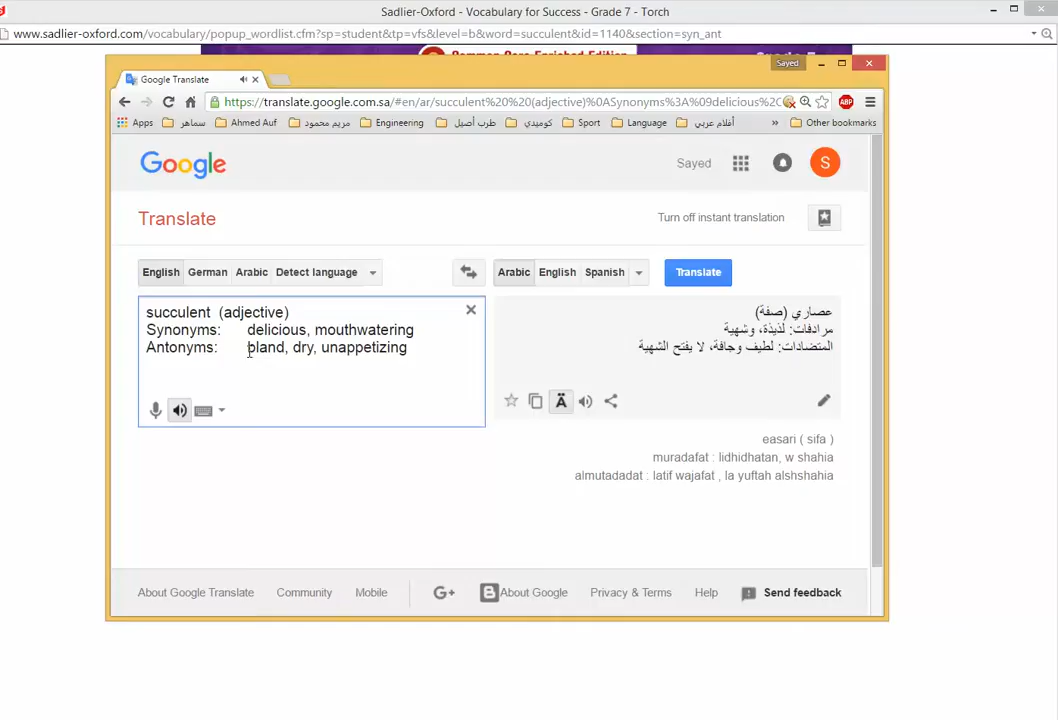 Sadlier-Oxford - Vocabulary for Success - Grade 7 - Torch
www.sadlier-oxford.com/vocabulary/popup_wordlist.cfm?sp=student&tp=vfs&level=b&word=succulent&id=1140&section=syn_ant
Common Core Enriched Edition
Sayed
Google Translate
https://translate.google.com.sa/#en/ar/succulent%20%20(adjective)%0ASynonyms%3A%09delicious%2C
ABP
Apps سماهر Ahmed Auf مريم محمود Engineering طرب أصيل كوميدي Sport Language أفلام عربي » Other bookmarks
Google
Sayed
S
Translate
Turn off instant translation
English German Arabic Detect language
Arabic English Spanish
Translate
succulent (adjective)
Synonyms: delicious, mouthwatering
Antonyms: bland, dry, unappetizing
عصاري (صفة)
مرادفات: لذيذة، وشهية
المتضادات: لطيف وجافة، لا يفتح الشهية
Ä
easari ( sifa )
muradafat : lidhidhatan, w shahia
almutadadat : latif wajafat , la yuftah alshshahia
About Google Translate Community Mobile G+ About Google Privacy & Terms Help Send feedback